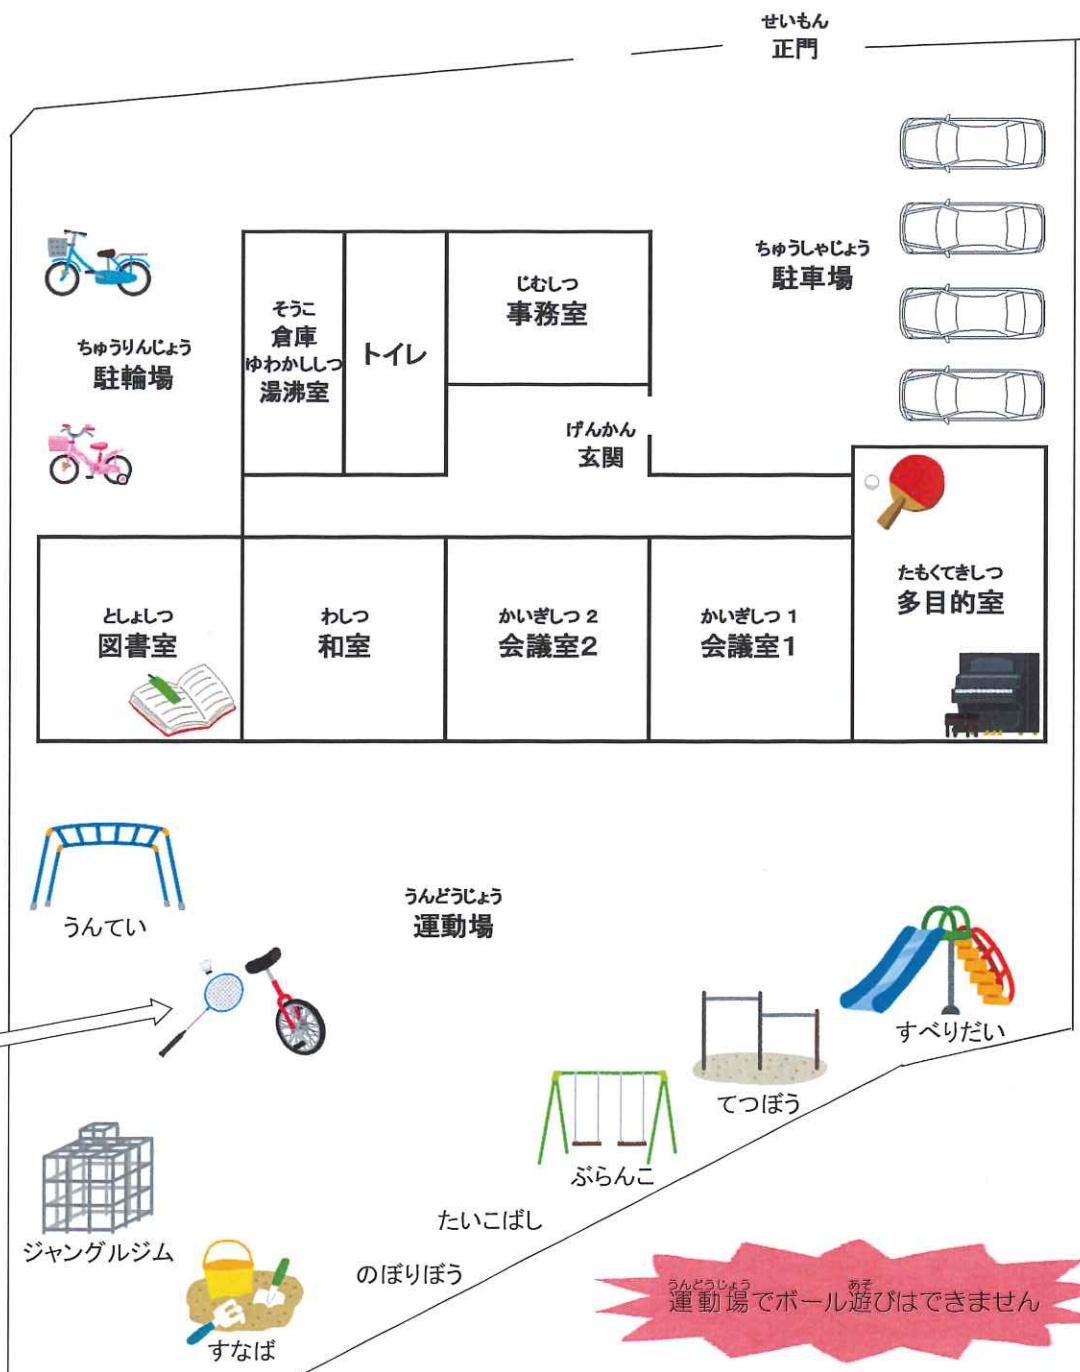 せいもん
正門
ちゅうしゃじょう
駐車場
じむしつ
事務室
そうこ
倉庫
ゆわかししつ
湯沸室
トイレ
ちゅうりんじょう
駐輪場
げんかん
玄関
たもくてきしつ
多目的室
としょしつ
図書室
わしつ
和室
かいぎしつ 2
会議室2
かいぎしつ 1
会議室1
うんてい
うんどうじょう
運動場
すべりだい
てつぼう
ぶらんこ
たいこばし
ジャングルジム
のぼりぼう
すなば
うんどうじょう あそ
運動場でボール遊びはできません